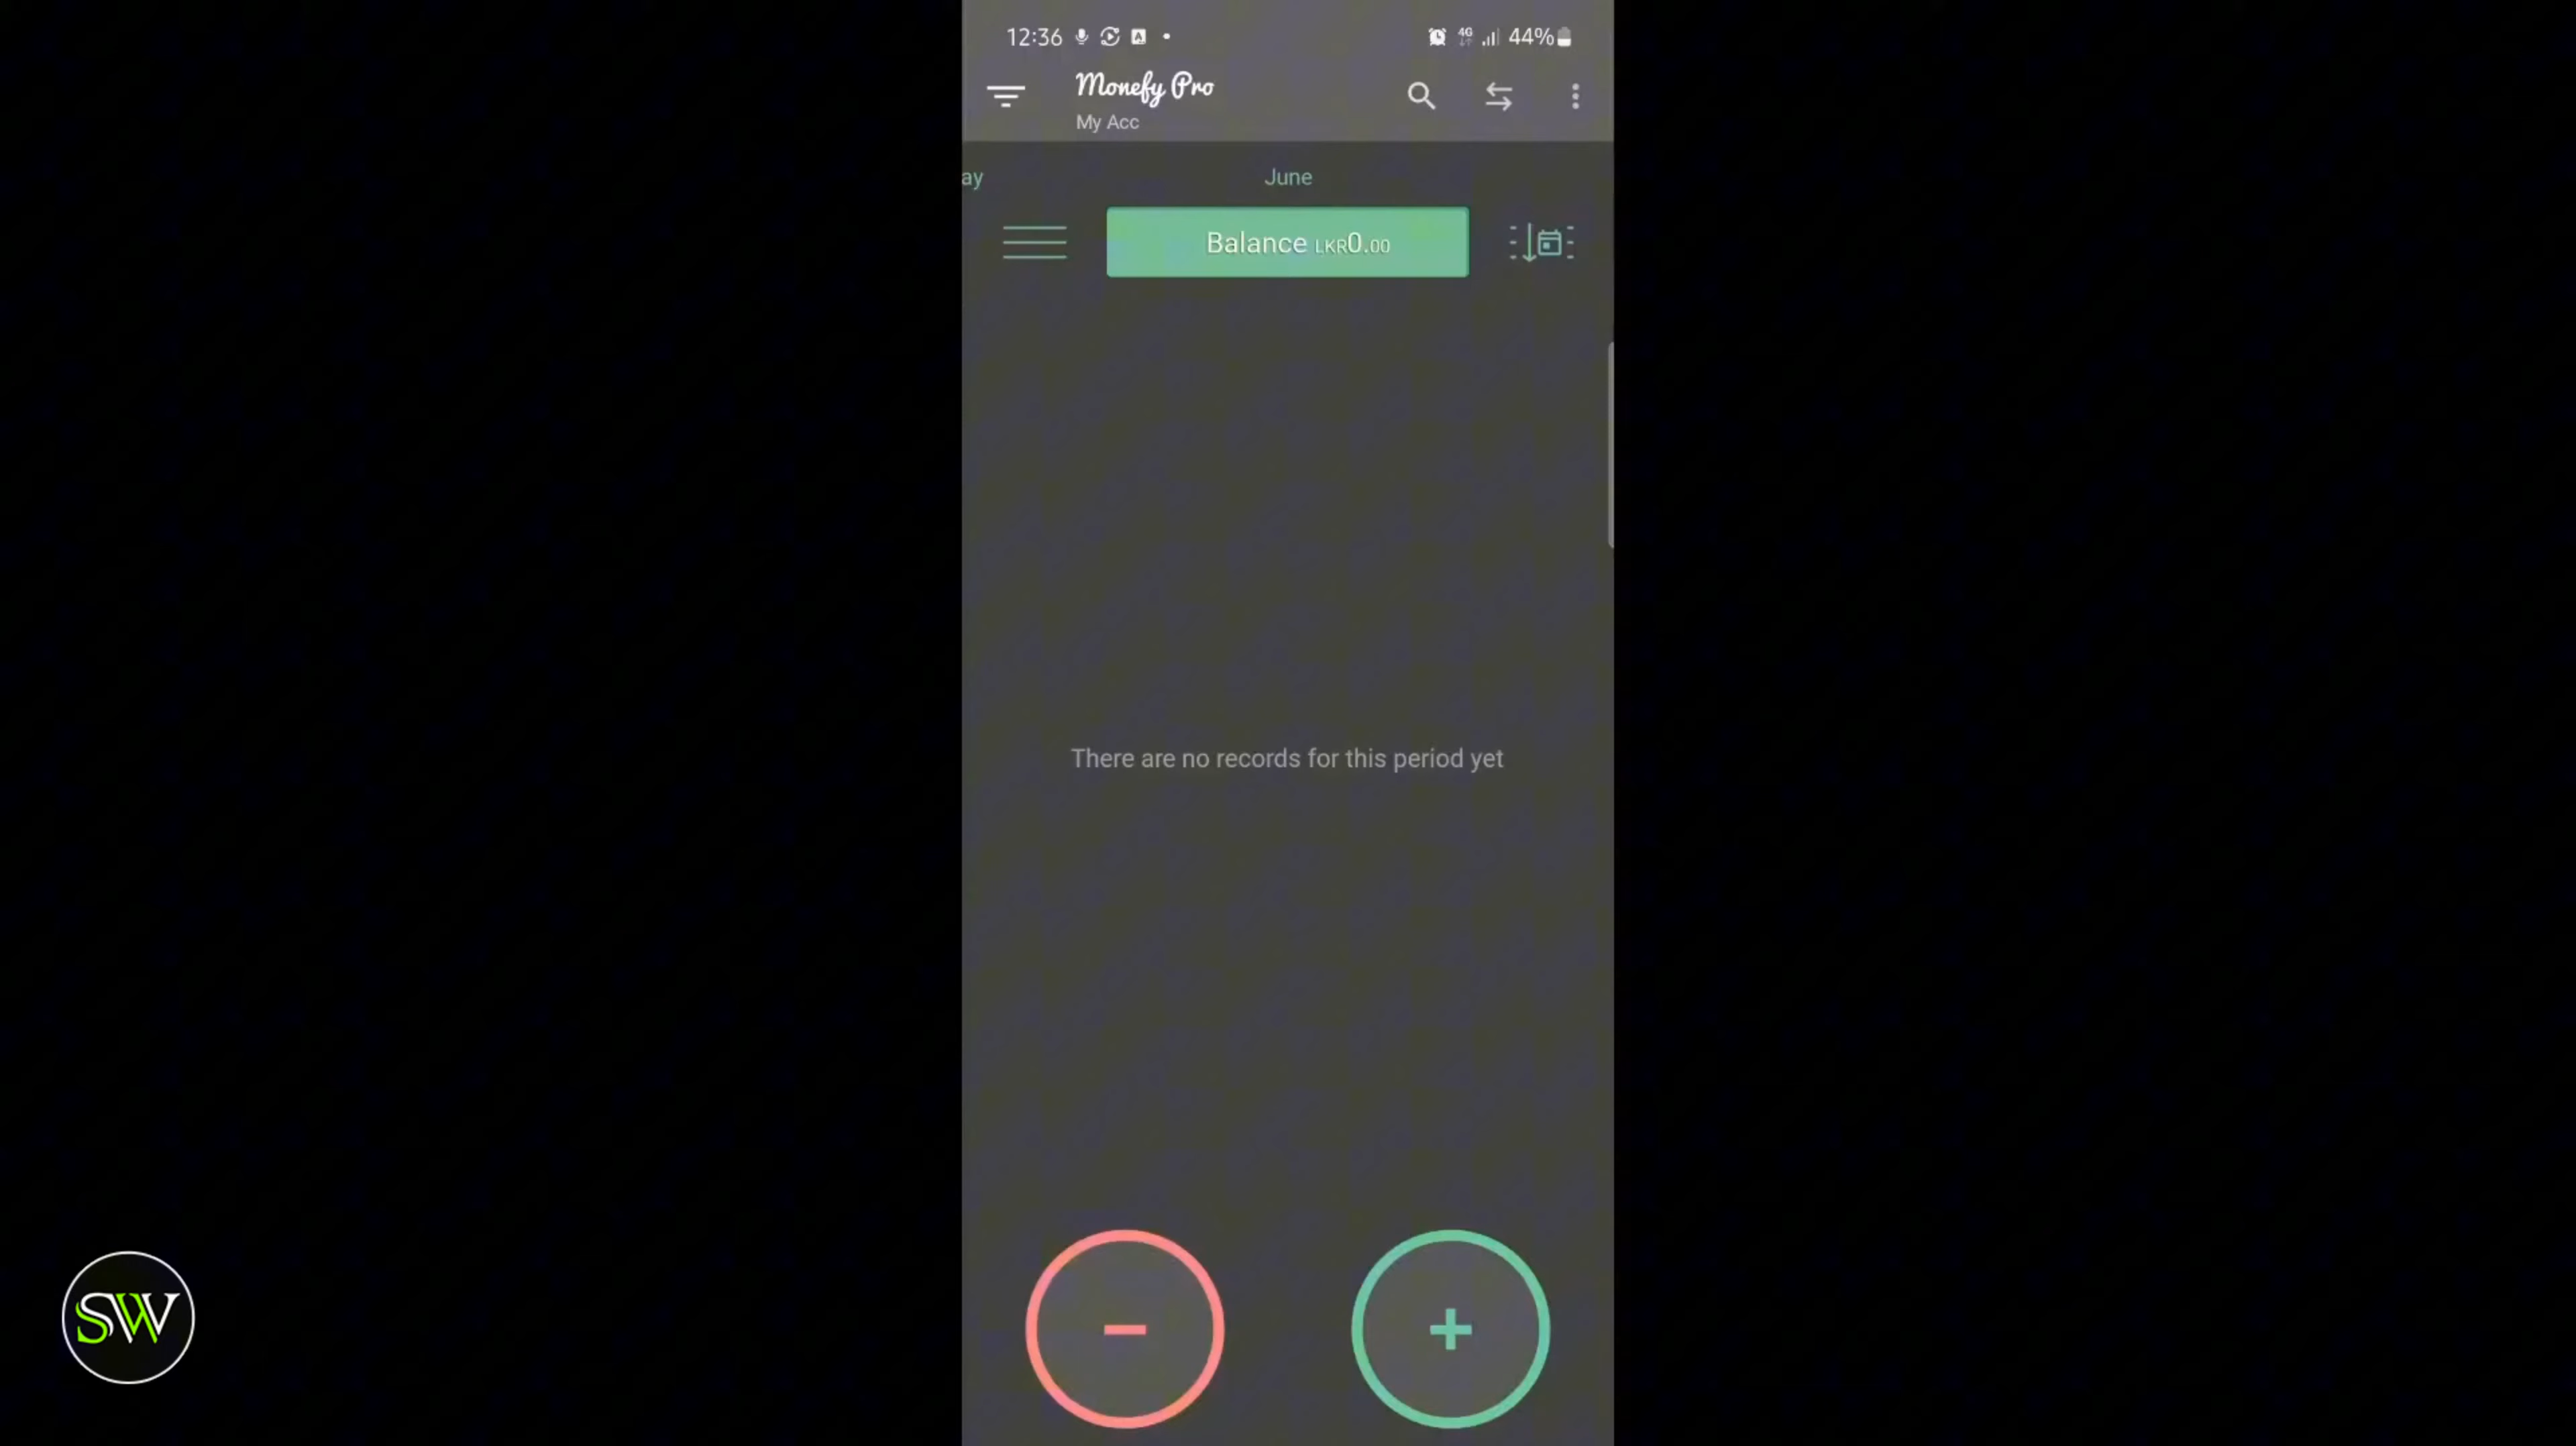 12:36
4G
44%
Monefy Pro
My Acc
ay
June
Balance LKR0.00
There are no records for this period yet
SW